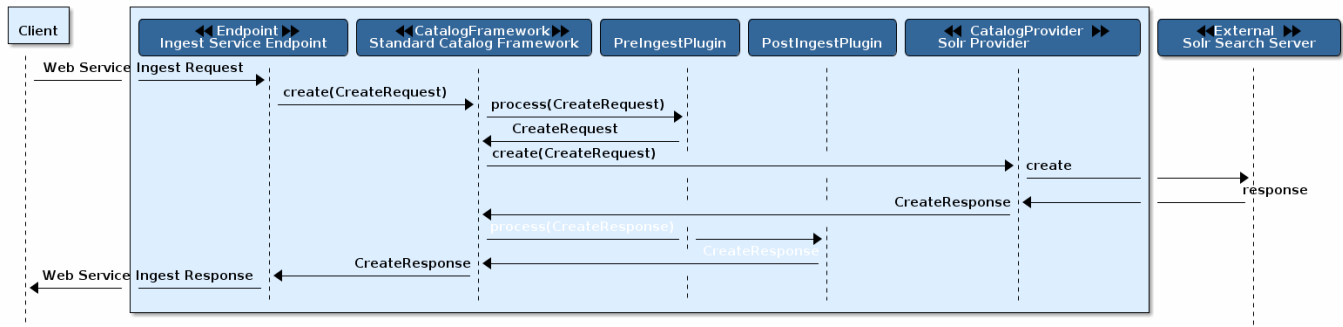 Client
Endpoint
Ingest Service Endpoint
CatalogFramework
Standard Catalog Framework
PreIngestPlugin
PostIngestPlugin
CatalogProvider
Solr Provider
External
Solr Search Server
Web Service Ingest Request
create(CreateRequest)
process(CreateRequest)
CreateRequest
create(CreateRequest)
create
response
CreateResponse
process(CreateResponse)
CreateResponse
CreateResponse
Web Service Ingest Response